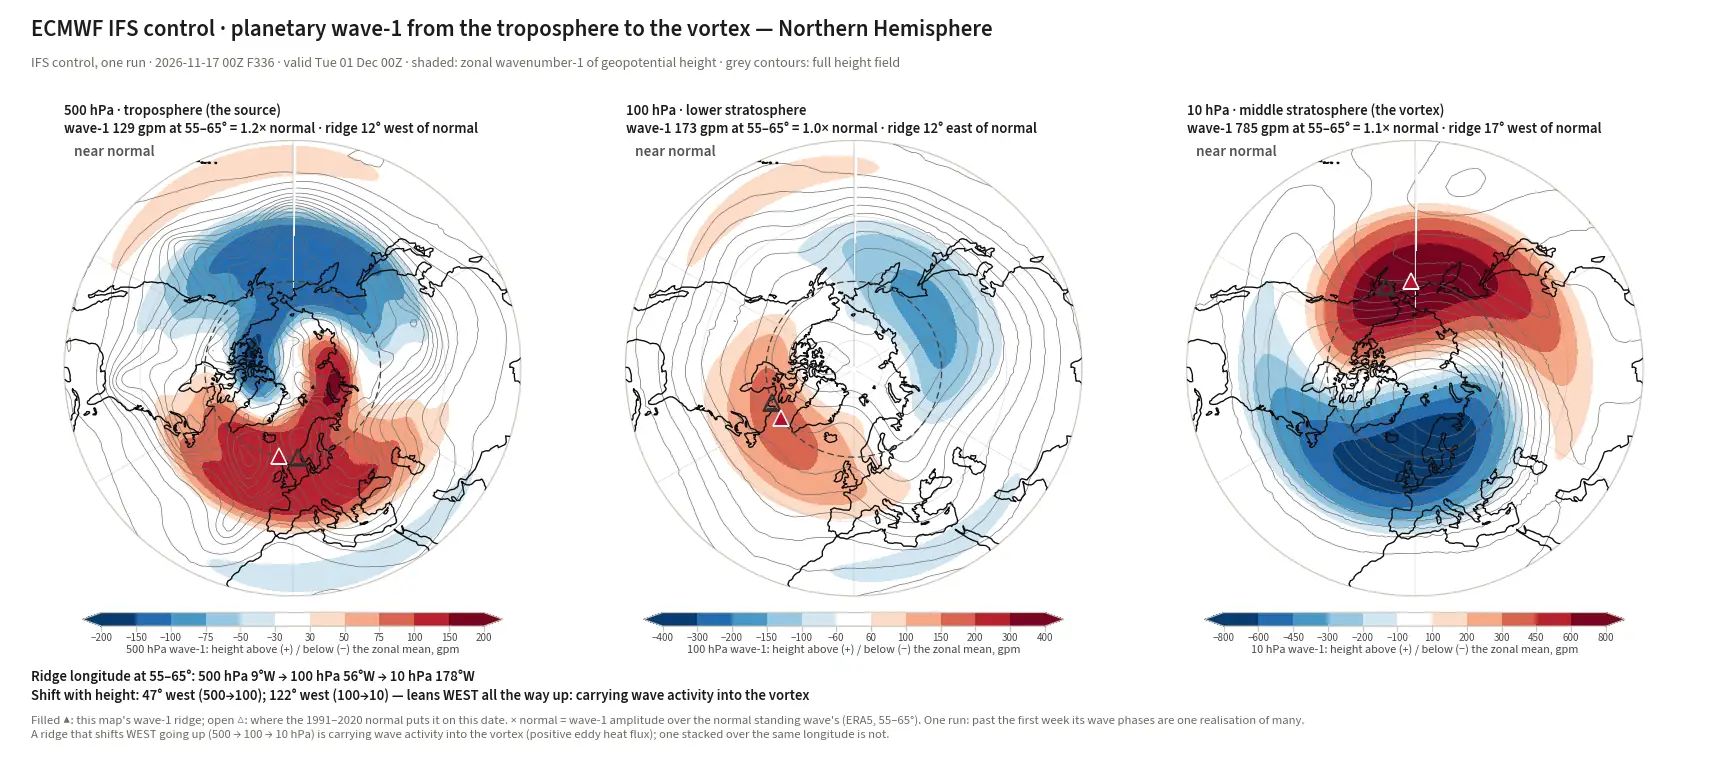 ECMWF IFS control · planetary wave-1 from the troposphere to the vortex — Northern Hemisphere
IFS control, one run · 2026-11-17 00Z F336 · valid Tue 01 Dec 00Z · shaded: zonal wavenumber-1 of geopotential height · grey contours: full height field
500 hPa · troposphere (the source)
wave-1 129 gpm at 55–65° = 1.2× normal · ridge 12° west of normal
near normal
100 hPa · lower stratosphere
wave-1 173 gpm at 55–65° = 1.0× normal · ridge 12° east of normal
near normal
10 hPa · middle stratosphere (the vortex)
wave-1 785 gpm at 55–65° = 1.1× normal · ridge 17° west of normal
near normal
−200 −150 −100 −75 −50 −30 30 50 75 100 150 200
500 hPa wave-1: height above (+) / below (−) the zonal mean, gpm
−400 −300 −200 −150 −100 −60 60 100 150 200 300 400
100 hPa wave-1: height above (+) / below (−) the zonal mean, gpm
−800 −600 −450 −300 −200 −100 100 200 300 450 600 800
10 hPa wave-1: height above (+) / below (−) the zonal mean, gpm
Ridge longitude at 55–65°: 500 hPa 9°W → 100 hPa 56°W → 10 hPa 178°W
Shift with height: 47° west (500→100); 122° west (100→10) — leans WEST all the way up: carrying wave activity into the vortex
Filled ▲: this map's wave-1 ridge; open △: where the 1991–2020 normal puts it on this date. × normal = wave-1 amplitude over the normal standing wave's (ERA5, 55–65°). One run: past the first week its wave phases are one realisation of many.
A ridge that shifts WEST going up (500 → 100 → 10 hPa) is carrying wave activity into the vortex (positive eddy heat flux); one stacked over the same longitude is not.